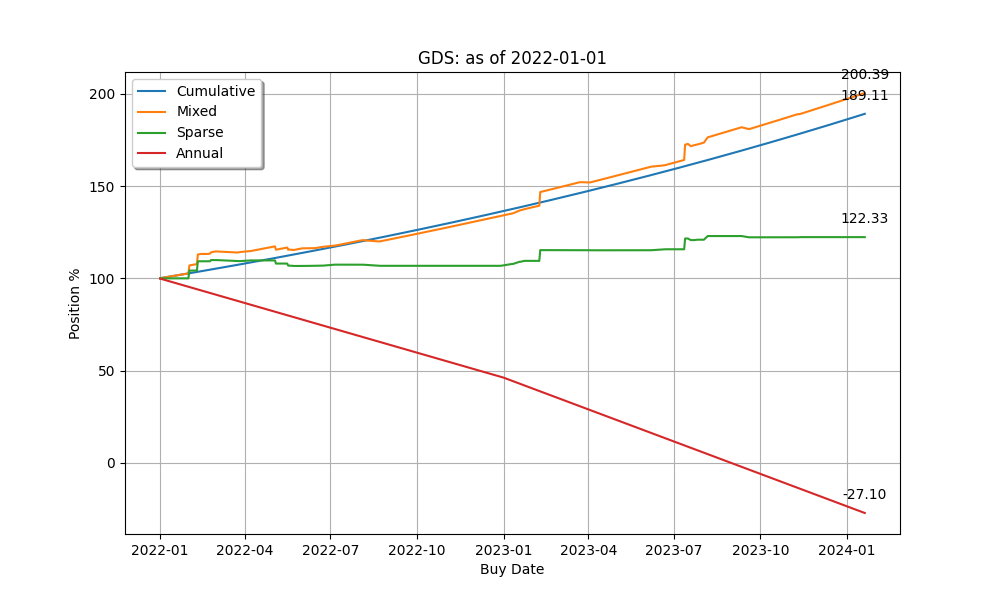 GDS: as of 2022-01-01
Cumulative
Mixed
Sparse
Annual
200.39
189.11
122.33
-27.10
Position %
200
150
100
50
0
2022-01 2022-04 2022-07 2022-10 2023-01 2023-04 2023-07 2023-10 2024-01
Buy Date